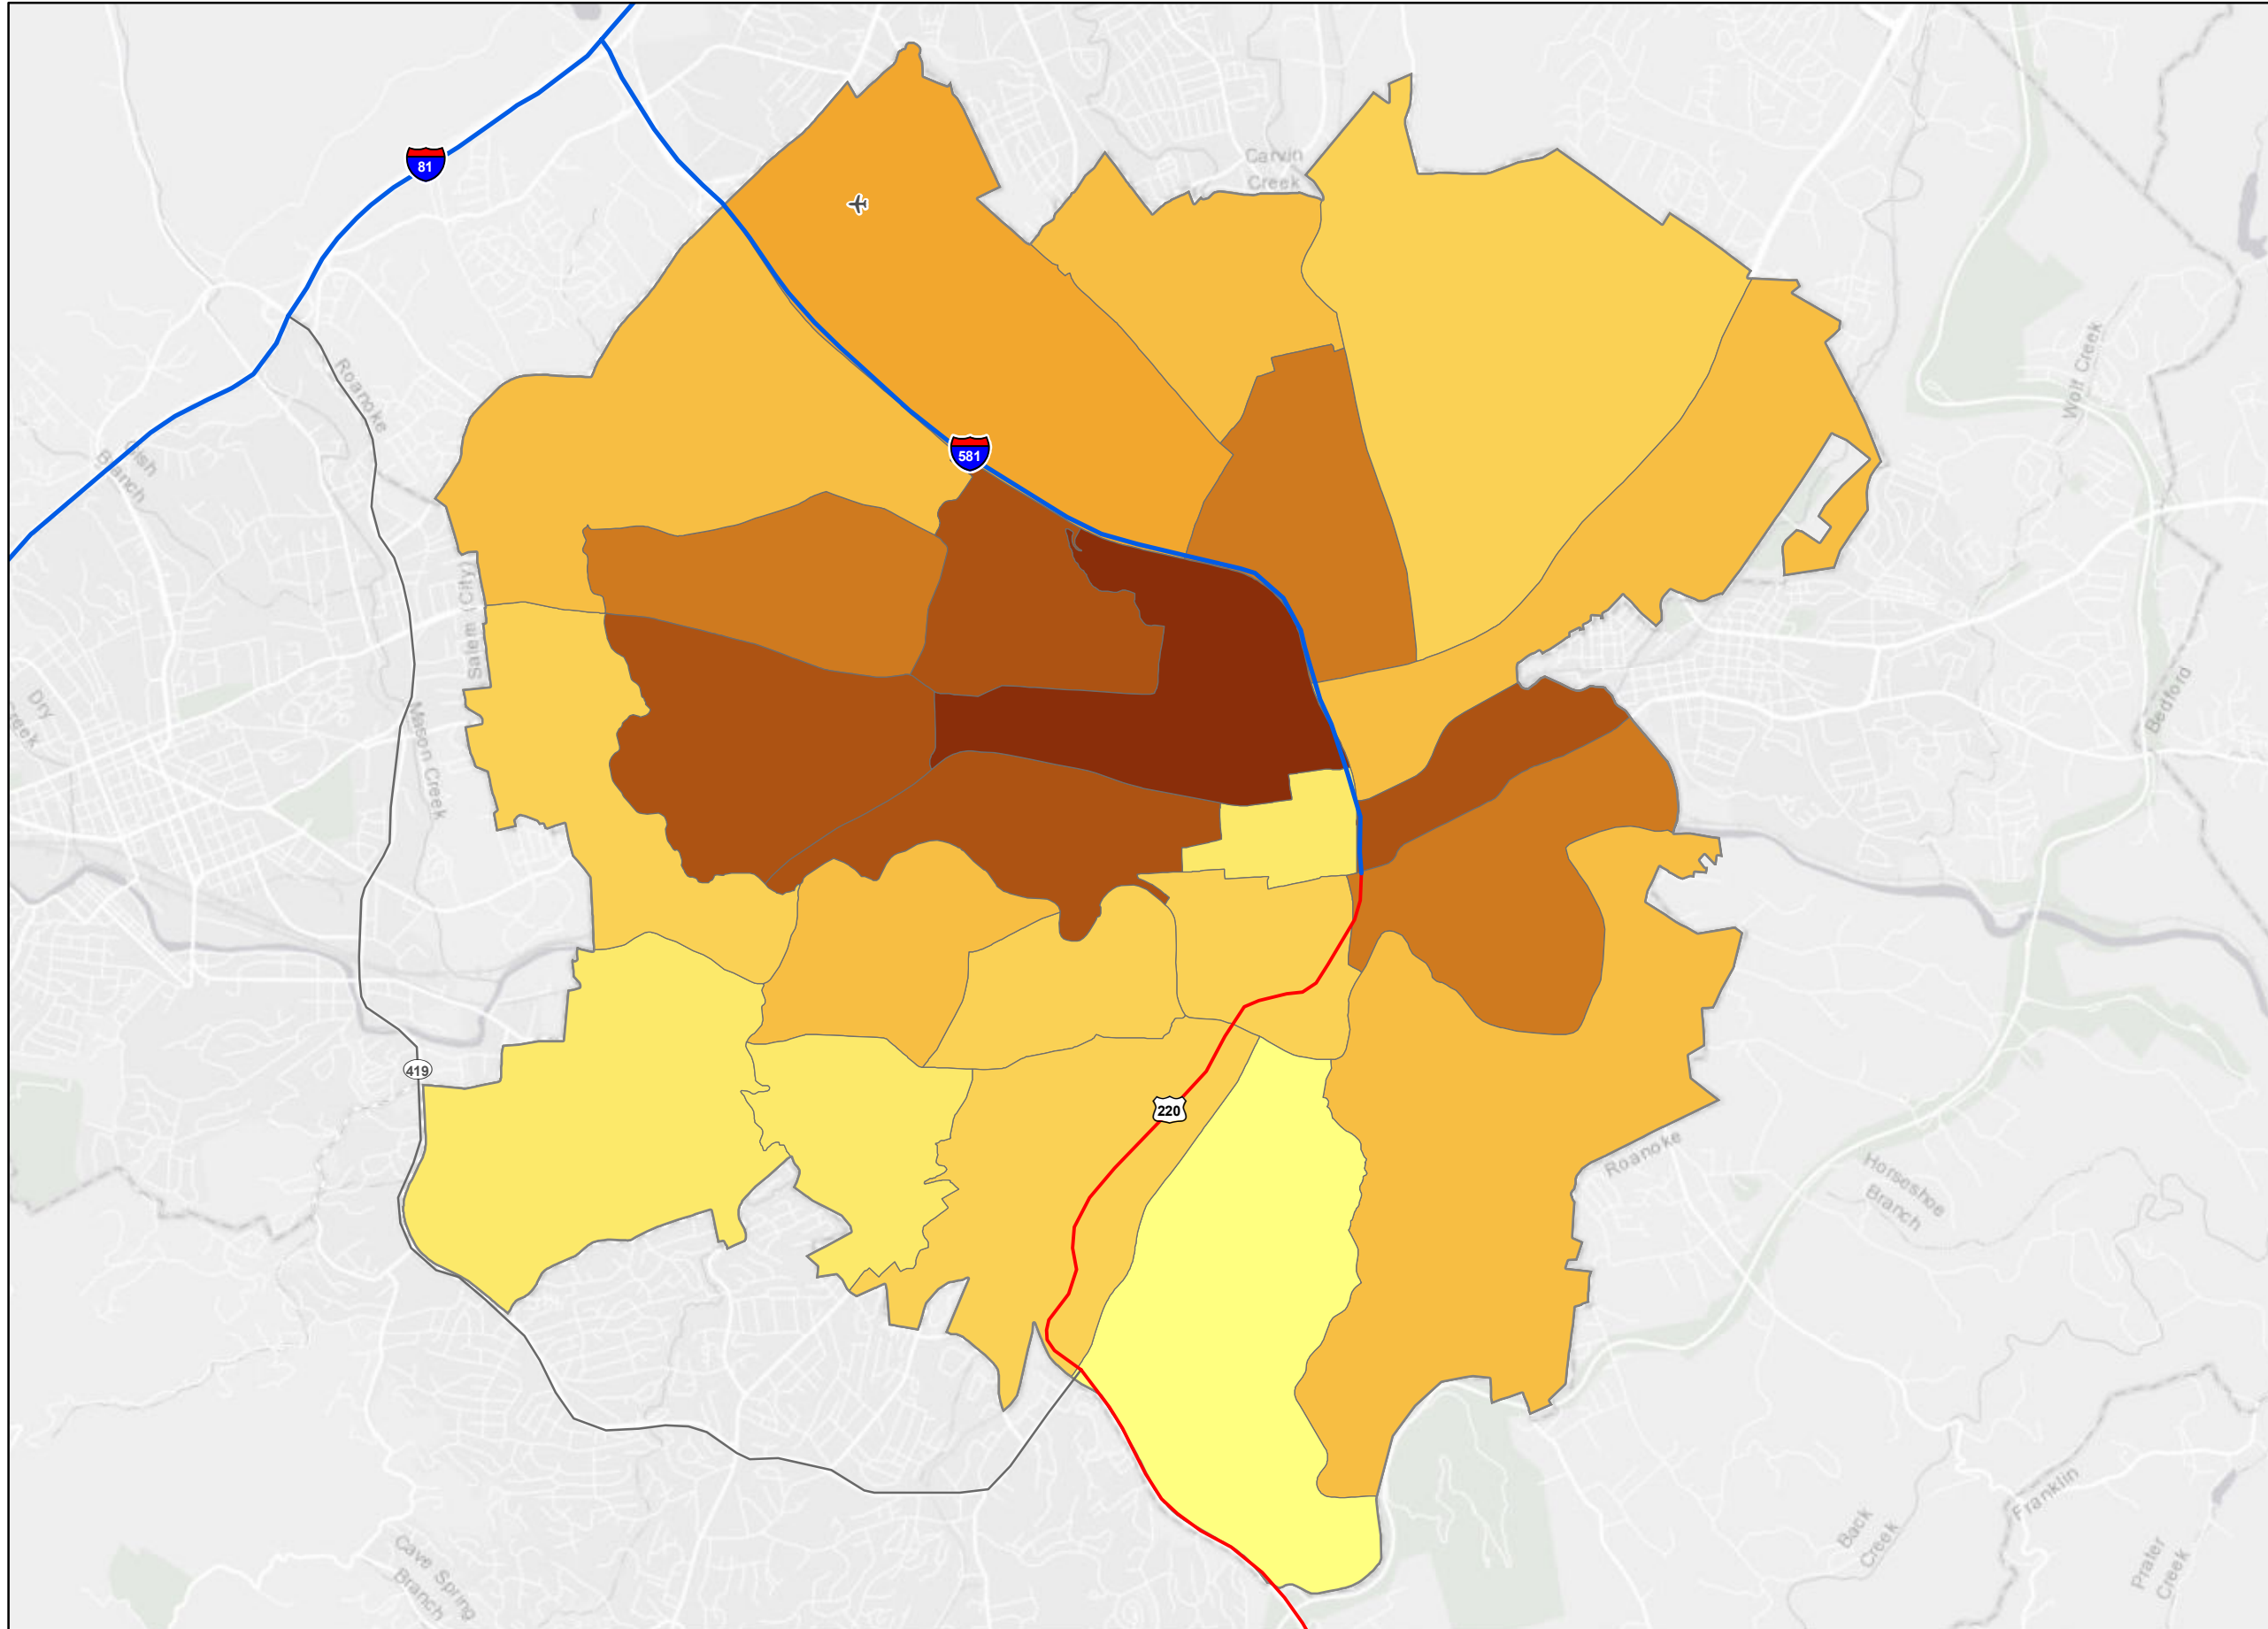 Carvin
Creek
81
Roanoke
Wolf Creek
581
Gish
Branch
Salem (City)
Dry
Creek
Mason Creek
Bedford
419
220
Roanoke
Horseshoe
Branch
Franklin
Back
Creek
Prater
Creek
Cave Spring
Branch